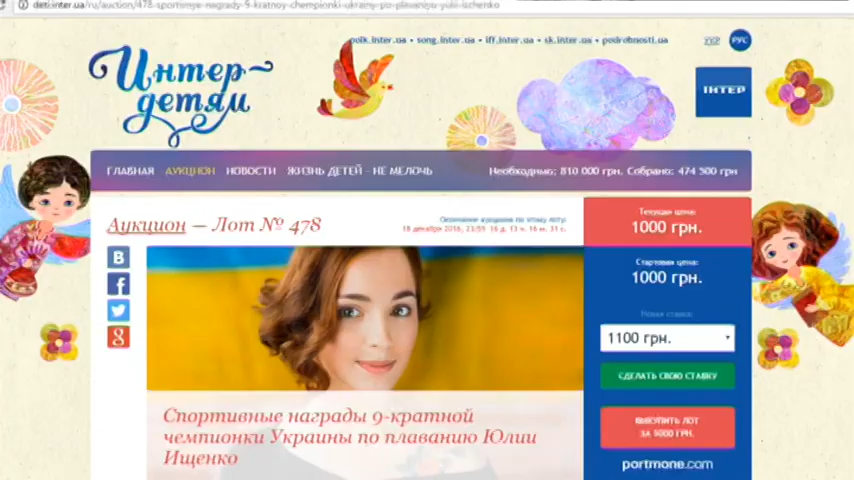 deti.inter.ua/ru/auction/478-sportivnye-nagrady-9-kratnoy-chempionki-ukrainy-po-plavaniyu-yulii-ischenko
polk.inter.ua • song.inter.ua • iff.inter.ua • sk.inter.ua • podrobnosti.ua
УКР РУС
Интер-
детям
ІНТЕР
ГЛАВНАЯ АУКЦИОН НОВОСТИ ЖИЗНЬ ДЕТЕЙ - НЕ МЕЛОЧЬ Необходимо: 810 000 грн. Собрано: 474 500 грн
Аукцион — Лот № 478
Окончание аукциона по этому лоту:
18 декабря 2016, 23:59 16 д. 13 ч. 16 м. 31 с.
Текущая цена:
1000 грн.
Стартовая цена:
1000 грн.
Новая ставка:
1100 грн.
СДЕЛАТЬ СВОЮ СТАВКУ
ВЫКУПИТЬ ЛОТ
ЗА 5000 ГРН.
portmone.com
Спортивные награды 9-кратной
чемпионки Украины по плаванию Юлии
Ищенко